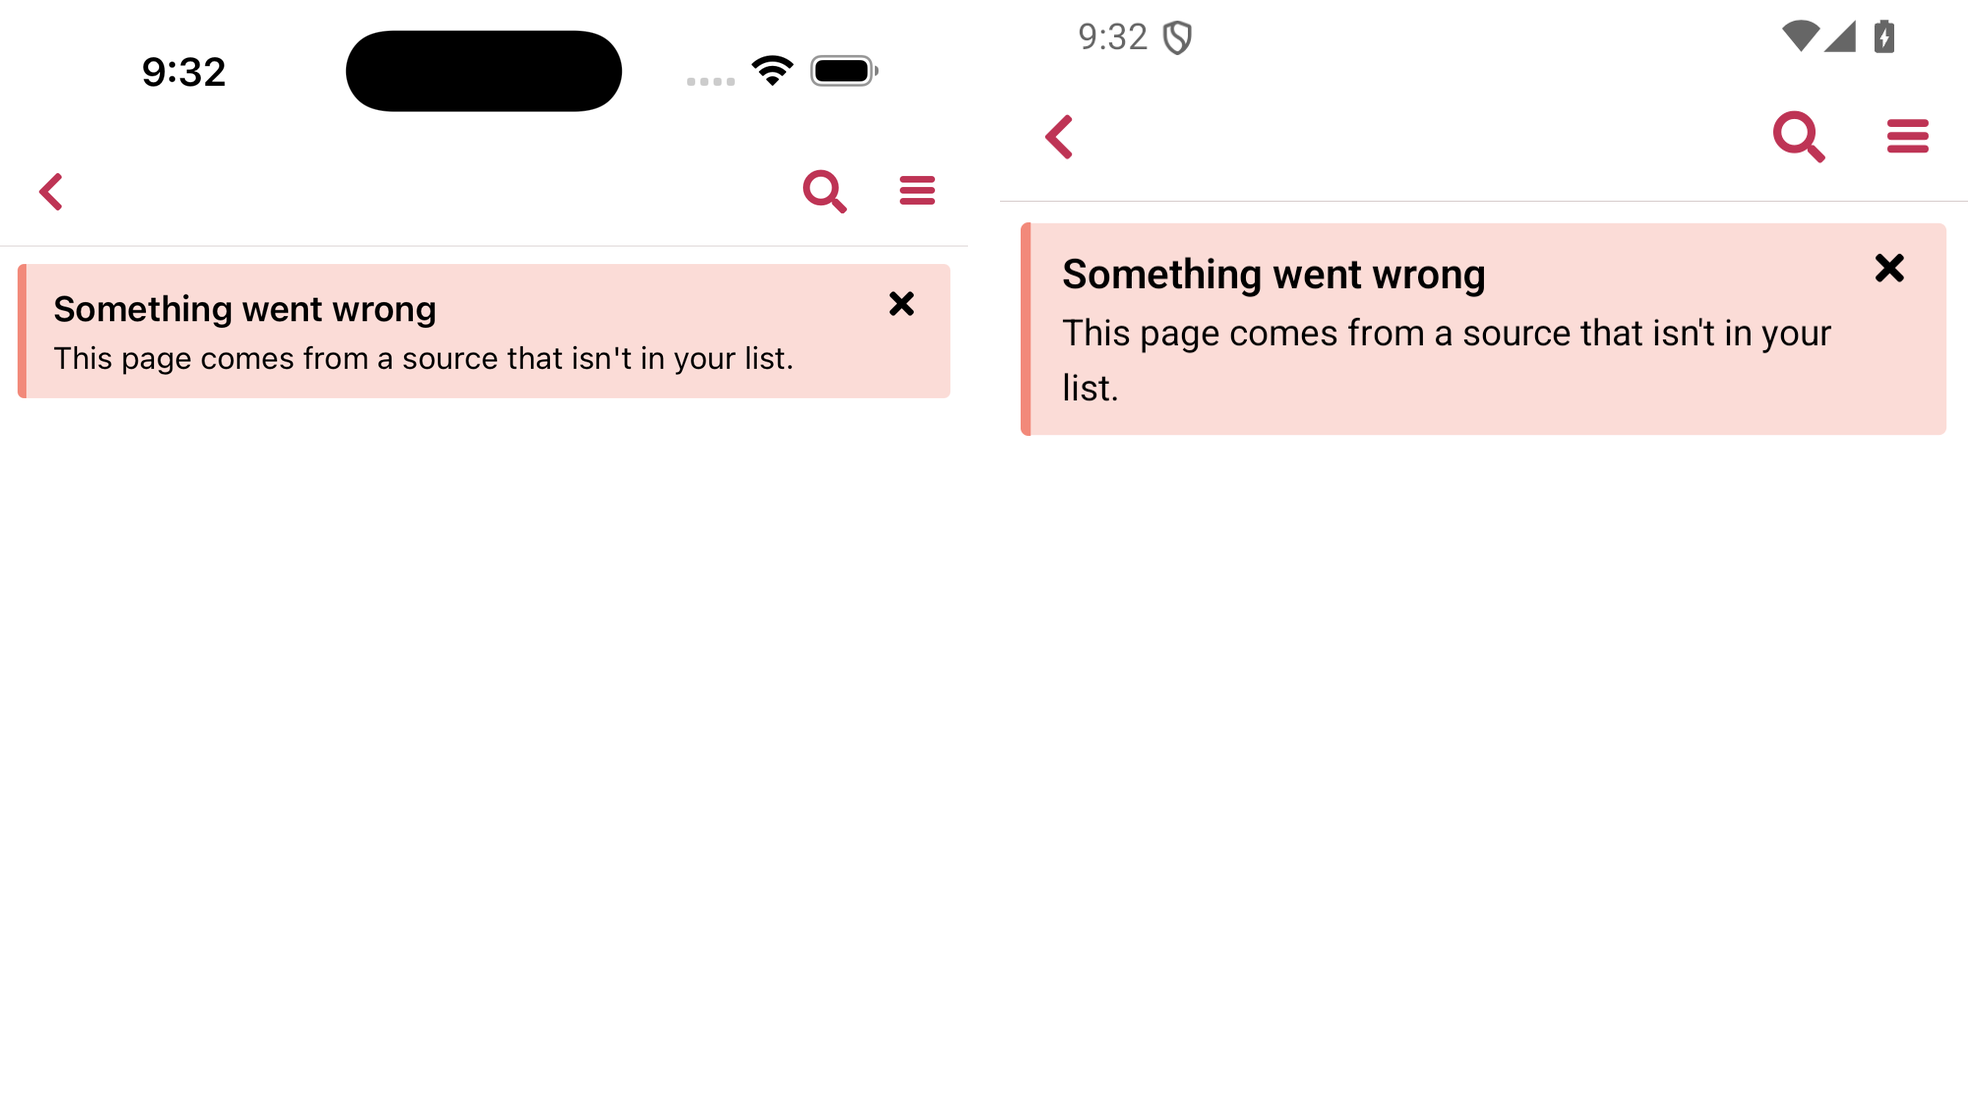 9:32
Something went wrong
This page comes from a source that isn't in your list.
9:32
Something went wrong
This page comes from a source that isn't in your
list.